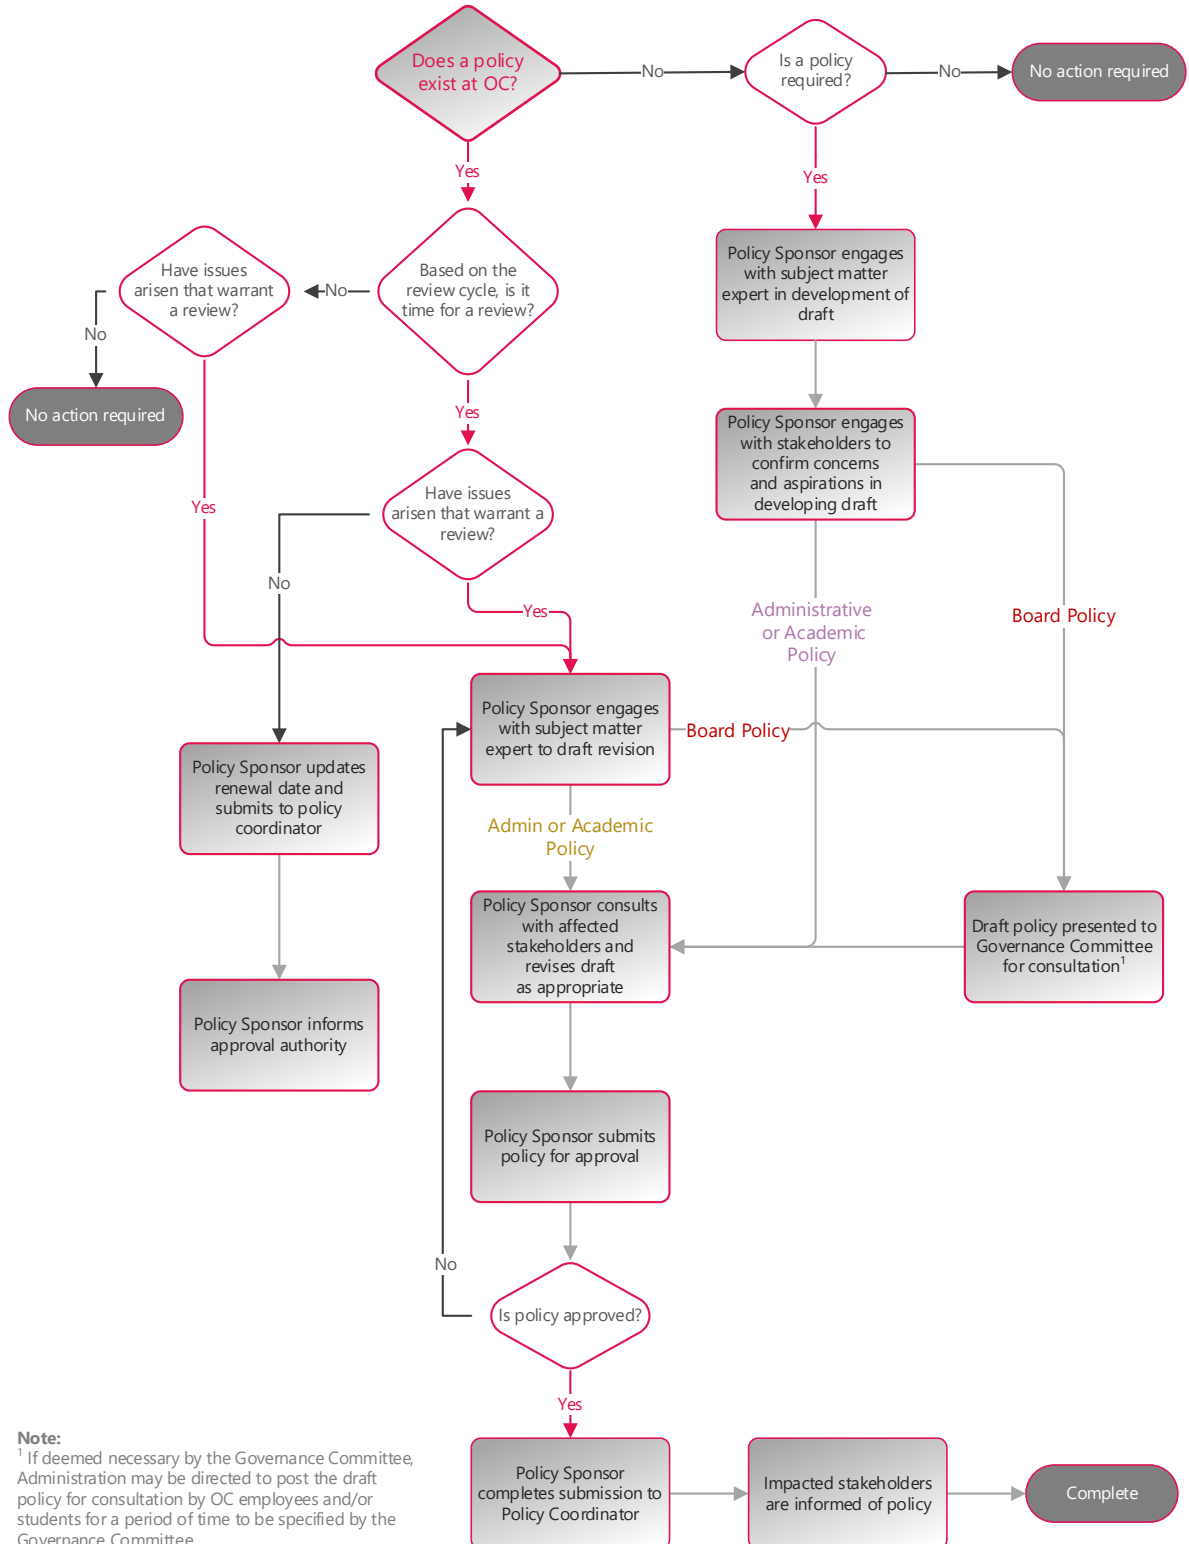 Does a policy
exist at OC?
No
Is a policy
required?
No
No action required
Yes
Yes
Policy Sponsor engages
with subject matter
expert in development of
draft
Have issues
arisen that warrant
a review?
No
Based on the
review cycle, is it
time for a review?
No
No action required
Yes
Policy Sponsor engages
with stakeholders to
confirm concerns
and aspirations in
developing draft
Have issues
arisen that warrant a
review?
Yes
No
Yes
Administrative
or Academic
Policy
Board Policy
Policy Sponsor engages
with subject matter
expert to draft revision
Board Policy
Policy Sponsor updates
renewal date and
submits to policy
coordinator
Admin or Academic
Policy
Policy Sponsor consults
with affected
stakeholders and
revises draft
as appropriate
Draft policy presented to
Governance Committee
for consultation¹
Policy Sponsor informs
approval authority
Policy Sponsor submits
policy for approval
No
Is policy approved?
Yes
Policy Sponsor
completes submission to
Policy Coordinator
Impacted stakeholders
are informed of policy
Complete
Note:
¹ If deemed necessary by the Governance Committee,
Administration may be directed to post the draft
policy for consultation by OC employees and/or
students for a period of time to be specified by the
Governance Committee